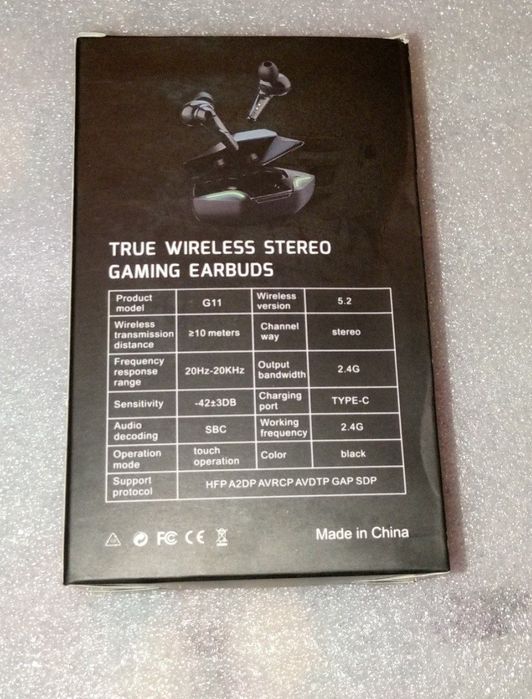 TRUE WIRELESS STEREO
GAMING EARBUDS
Product model G11 Wireless version 5.2
Wireless transmission distance ≥10 meters Channel way stereo
Frequency response range 20Hz-20KHz Output bandwidth 2.4G
Sensitivity -42±3DB Charging port TYPE-C
Audio decoding SBC Working frequency 2.4G
Operation mode touch operation Color black
Support protocol HFP A2DP AVRCP AVDTP GAP SDP
FC CE
Made in China